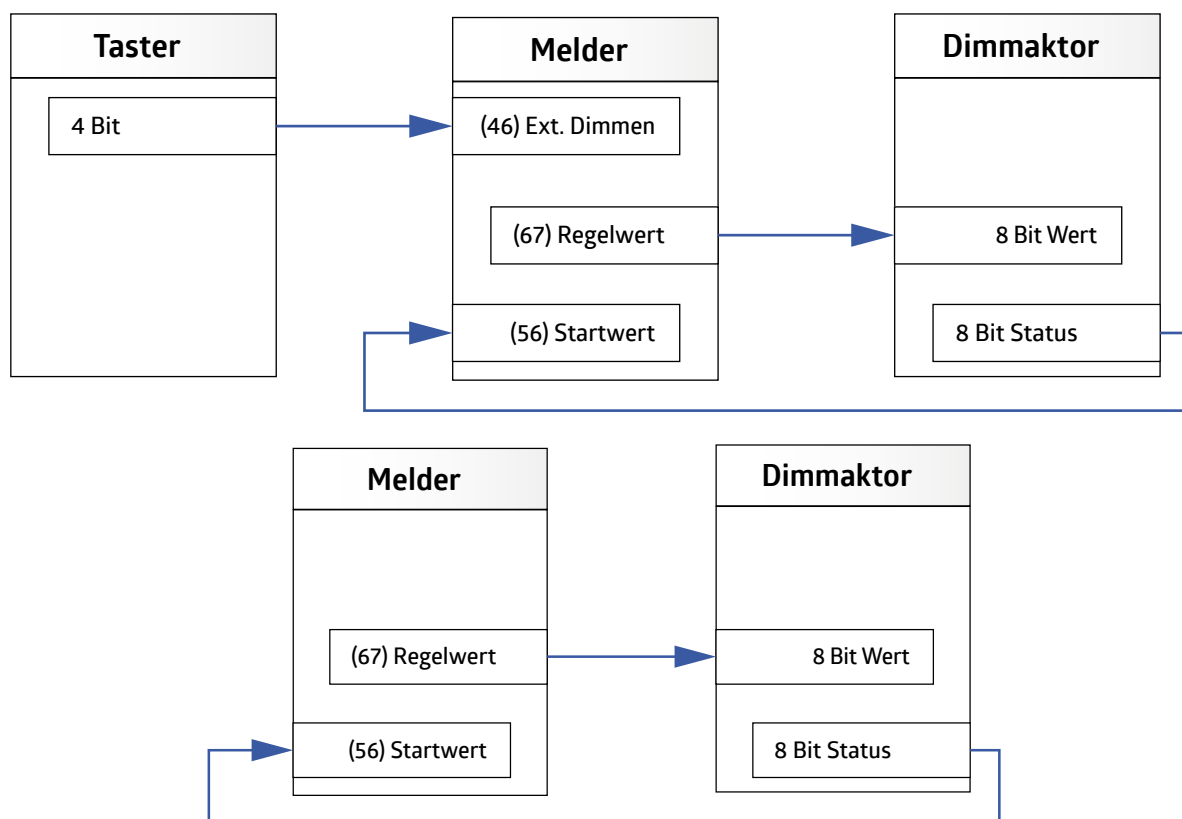 Taster
Melder
Dimmaktor
4 Bit
(46) Ext. Dimmen
(67) Regelwert
8 Bit Wert
(56) Startwert
8 Bit Status
Melder
Dimmaktor
(67) Regelwert
8 Bit Wert
(56) Startwert
8 Bit Status